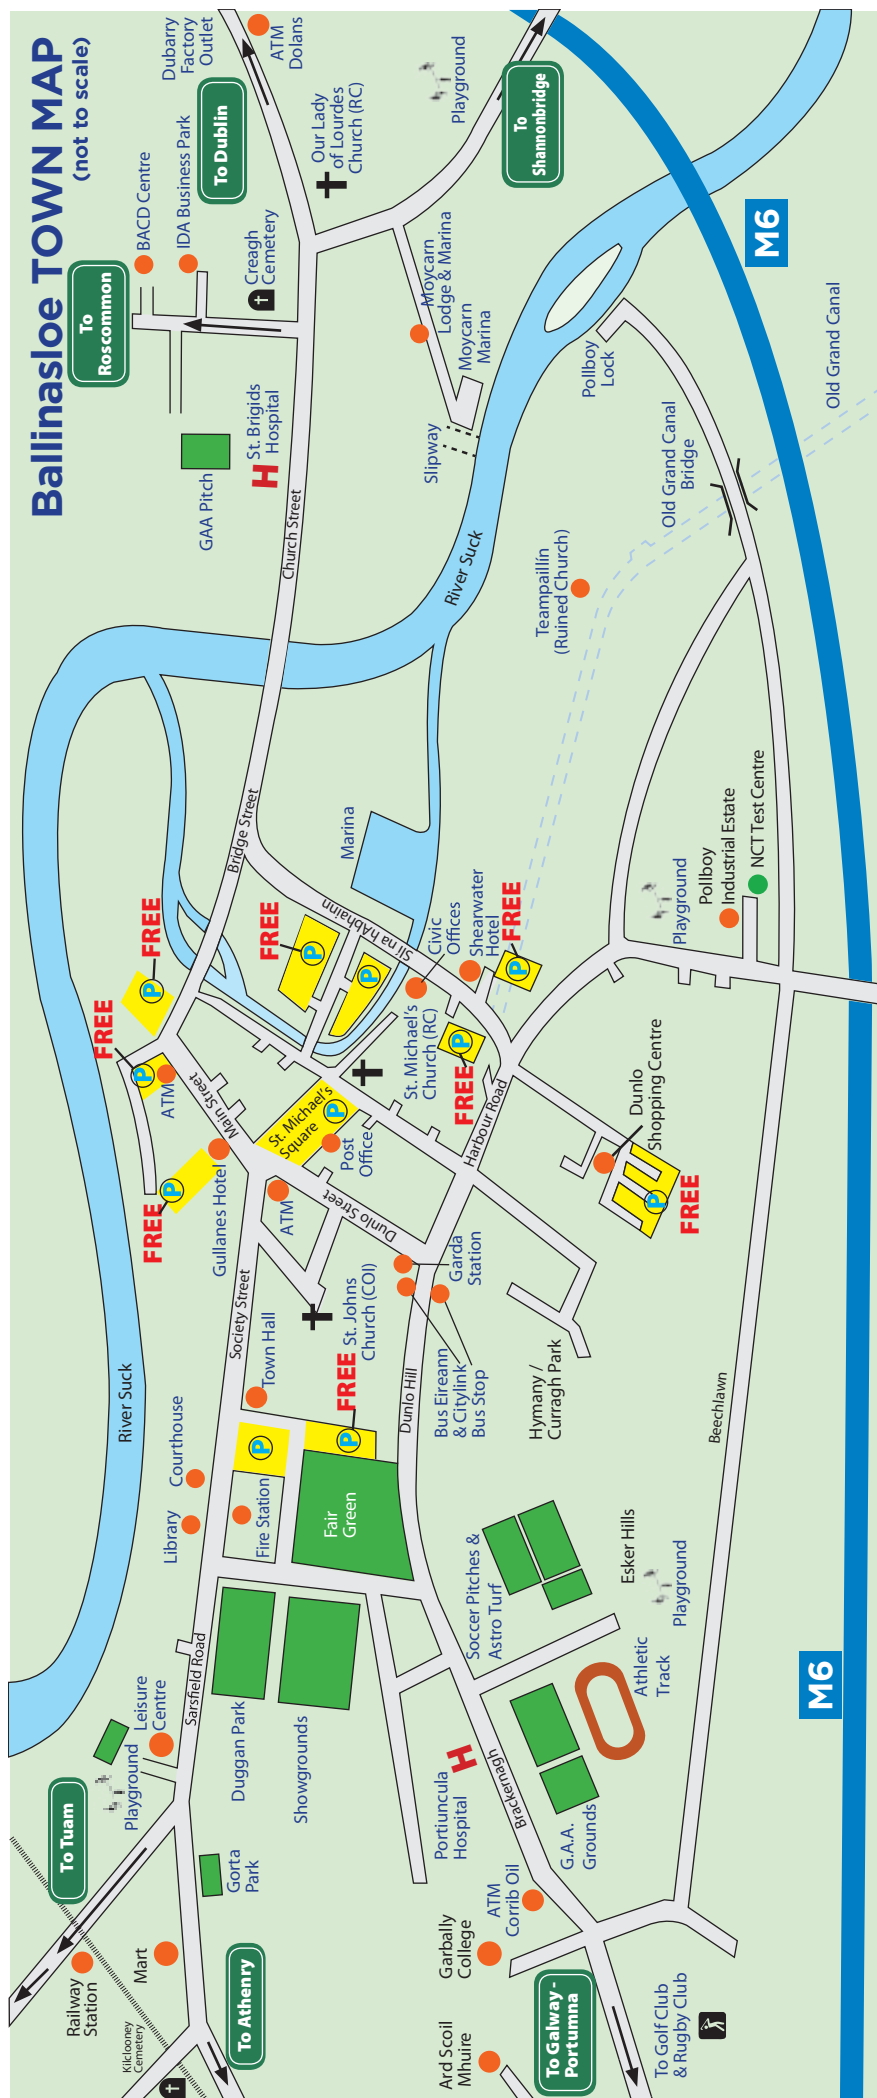 Ballinasloe TOWN MAP
(not to scale)
To Tuam
Railway
Station
Mart
Kilclooney
Cemetery
To Athenry
Playground
Leisure
Centre
Gorta
Park
Sarsfield Road
Duggan Park
Showgrounds
Library
Courthouse
Fire Station
Fair
Green
Town Hall
Society Street
P
P
FREE
St. Johns
Church (COI)
River Suck
Gullanes Hotel
FREE
P
FREE
P
ATM
FREE
P
Main Street
ATM
St. Michael's
Square
P
Post
Office
Dunlo Street
Dunlo Hill
Bus Eireann
& Citylink
Bus Stop
Garda
Station
Hymany /
Curragh Park
Harbour Road
St. Michael's
Church (RC)
FREE
P
Civic
Offices
Shearwater
Hotel
FREE
P
Slí na hAbhainn
FREE
P
P
Marina
Bridge Street
Church Street
GAA Pitch
H
St. Brigids
Hospital
To
Roscommon
BACD Centre
IDA Business Park
Creagh
Cemetery
To Dublin
Dubarry
Factory
Outlet
ATM
Dolans
Our Lady
of Lourdes
Church (RC)
Playground
To
Shannonbridge
Moycarn
Lodge & Marina
Moycarn
Marina
Slipway
River Suck
Pollboy
Lock
M6
Old Grand Canal
Old Grand Canal
Bridge
Teampaillín
(Ruined Church)
Playground
Pollboy
Industrial Estate
NCT Test Centre
Dunlo
Shopping Centre
P
FREE
Beechlawn
Soccer Pitches &
Astro Turf
Esker Hills
Playground
Athletic
Track
G.A.A.
Grounds
Brackernagh
H
Portiuncula
Hospital
ATM
Corrib Oil
Garbally
College
Ard Scoil
Mhuire
To Galway -
Portumna
To Golf Club
& Rugby Club
M6